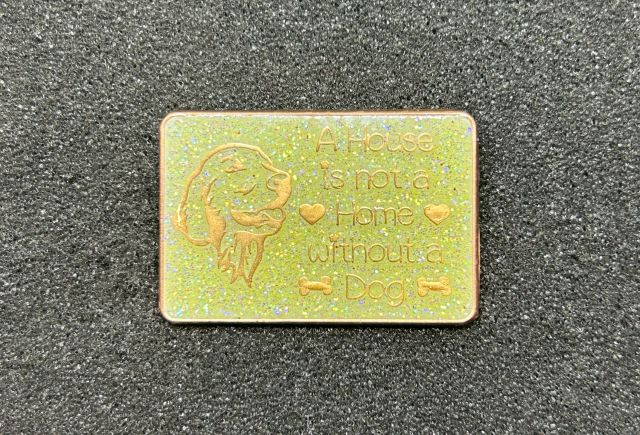 A House
is not a
Home
without a
Dog